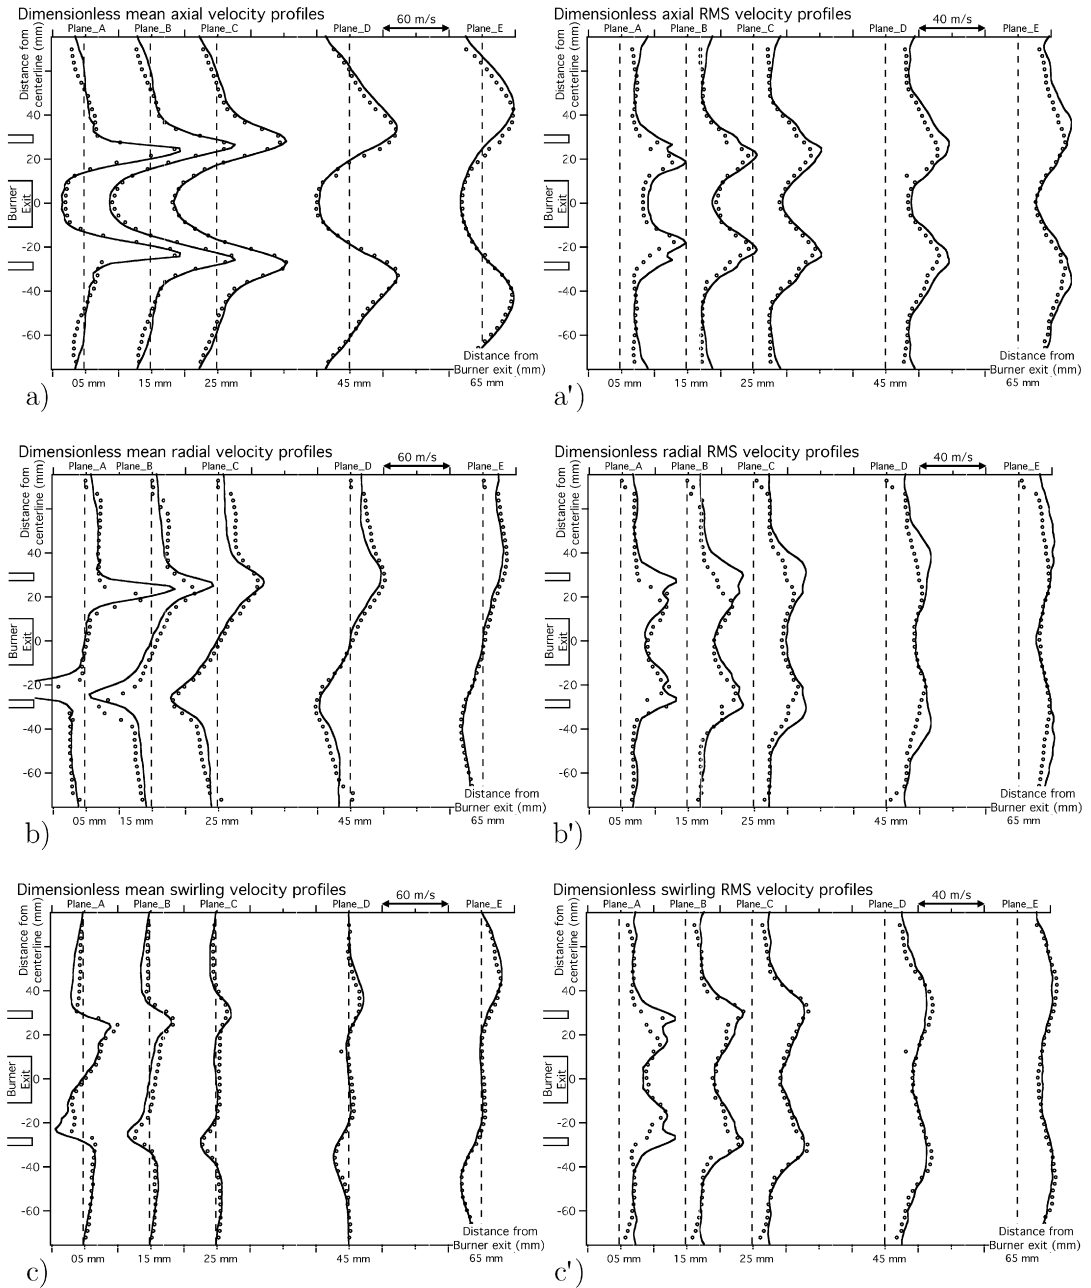 Dimensionless mean axial velocity profiles
60 m/s
Plane_A Plane_B Plane_C Plane_D Plane_E
Distance fom
centerline (mm)
40
20
0
-20
-40
-60
Burner
Exit
Distance from
Burner exit (mm)
05 mm 15 mm 25 mm 45 mm 65 mm
a)
Dimensionless axial RMS velocity profiles
40 m/s
Plane_A Plane_B Plane_C Plane_D Plane_E
Distance fom
centerline (mm)
40
20
0
-20
-40
-60
Burner
Exit
Distance from
Burner exit (mm)
05 mm 15 mm 25 mm 45 mm 65 mm
a')
Dimensionless mean radial velocity profiles
60 m/s
Plane_A Plane_B Plane_C Plane_D Plane_E
Distance fom
centerline (mm)
40
20
0
-20
-40
-60
Burner
Exit
Distance from
Burner exit (mm)
05 mm 15 mm 25 mm 45 mm 65 mm
b)
Dimensionless radial RMS velocity profiles
40 m/s
Plane_A Plane_B Plane_C Plane_D Plane_E
Distance fom
centerline (mm)
40
20
0
-20
-40
-60
Burner
Exit
Distance from
Burner exit (mm)
05 mm 15 mm 25 mm 45 mm 65 mm
b')
Dimensionless mean swirling velocity profiles
60 m/s
Plane_A Plane_B Plane_C Plane_D Plane_E
Distance fom
centerline (mm)
40
20
0
-20
-40
-60
Burner
Exit
Distance from
Burner exit (mm)
05 mm 15 mm 25 mm 45 mm 65 mm
c)
Dimensionless swirling RMS velocity profiles
40 m/s
Plane_A Plane_B Plane_C Plane_D Plane_E
Distance fom
centerline (mm)
40
20
0
-20
-40
-60
Burner
Exit
Distance from
Burner exit (mm)
05 mm 15 mm 25 mm 45 mm 65 mm
c')